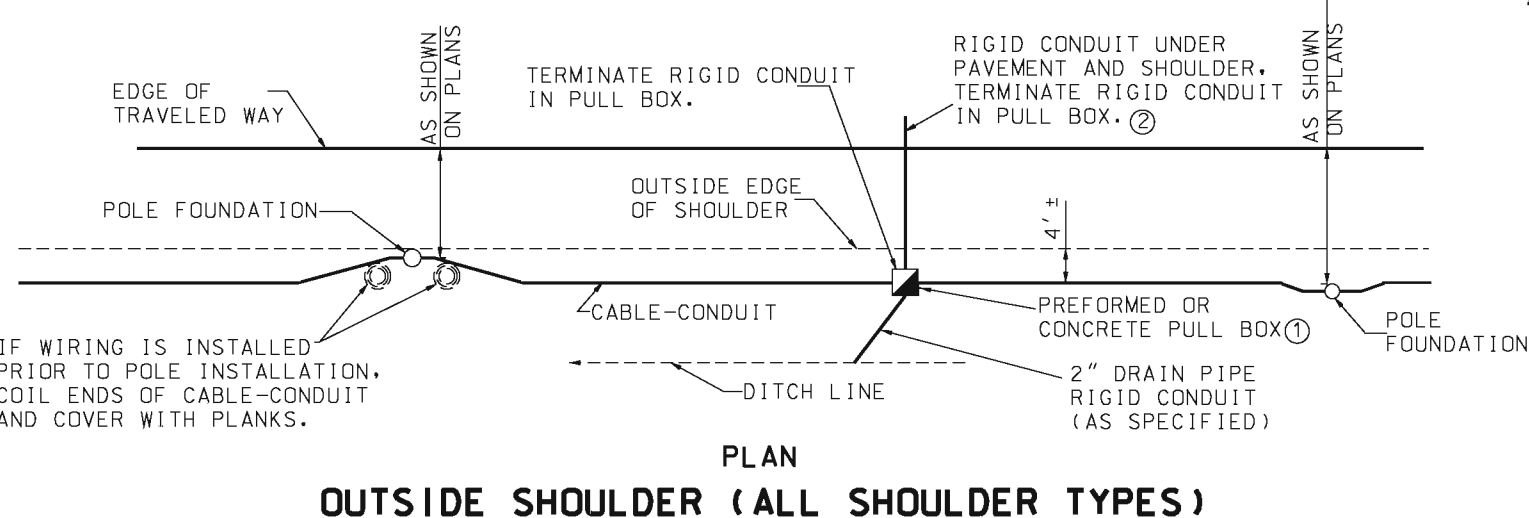 EDGE OF
TRAVELED WAY
AS SHOWN
ON PLANS
TERMINATE RIGID CONDUIT
IN PULL BOX.
RIGID CONDUIT UNDER
PAVEMENT AND SHOULDER,
TERMINATE RIGID CONDUIT
IN PULL BOX. ②
AS SHOWN
ON PLANS
POLE FOUNDATION
OUTSIDE EDGE
OF SHOULDER
4' ±
CABLE-CONDUIT
PREFORMED OR
CONCRETE PULL BOX ①
POLE
FOUNDATION
IF WIRING IS INSTALLED
PRIOR TO POLE INSTALLATION,
COIL ENDS OF CABLE-CONDUIT
AND COVER WITH PLANKS.
DITCH LINE
2" DRAIN PIPE
RIGID CONDUIT
(AS SPECIFIED)
PLAN
OUTSIDE SHOULDER (ALL SHOULDER TYPES)